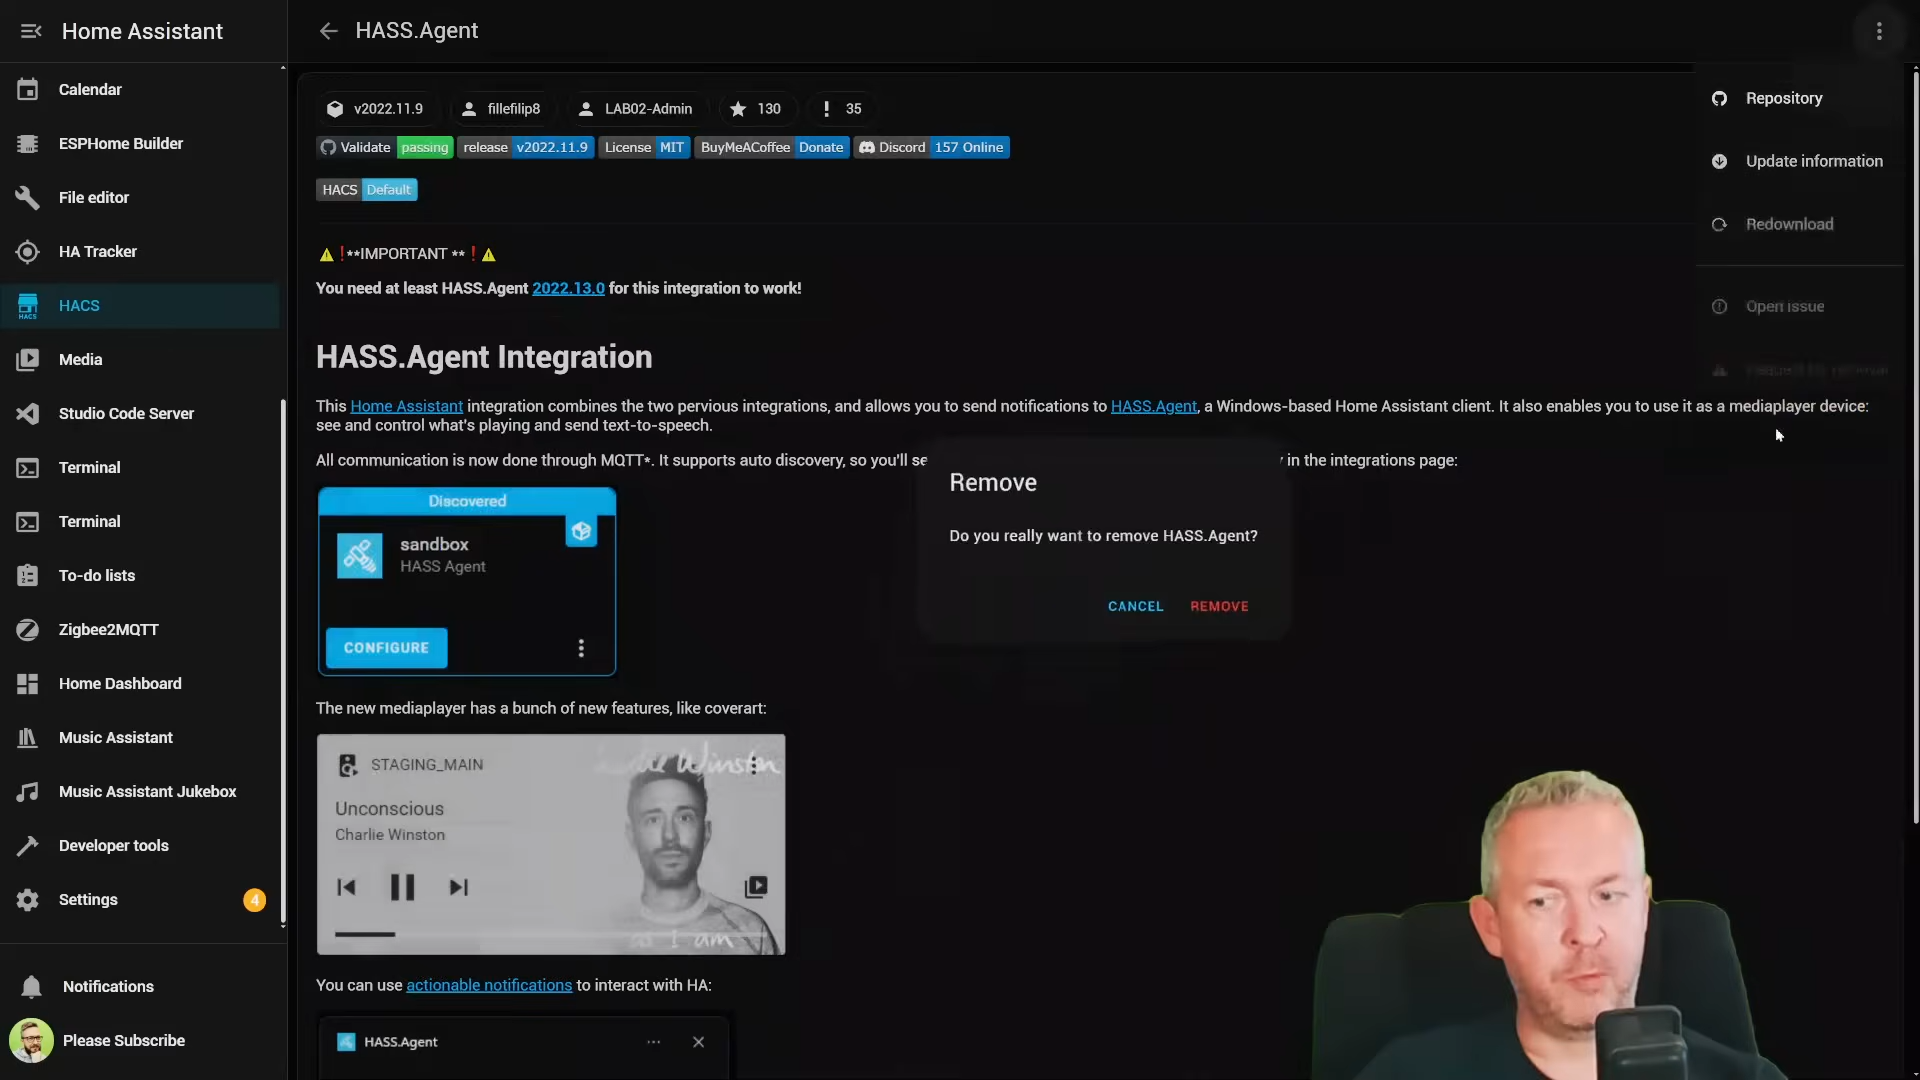 Home Assistant
Calendar
ESPHome Builder
File editor
HA Tracker
HACS
HACS
Media
Studio Code Server
Terminal
Terminal
To-do lists
Zigbee2MQTT
Home Dashboard
Music Assistant
Music Assistant Jukebox
Developer tools
Settings
4
Notifications
Please Subscribe
HASS.Agent
v2022.11.9 fillefilip8 LAB02-Admin 130 35
Validate passing release v2022.11.9 License MIT BuyMeACoffee Donate Discord 157 Online
HACS Default
⚠️❗**IMPORTANT **❗⚠️
You need at least HASS.Agent 2022.13.0 for this integration to work!
HASS.Agent Integration
This Home Assistant integration combines the two pervious integrations, and allows you to send notifications to HASS.Agent, a Windows-based Home Assistant client. It also enables you to use it as a mediaplayer device:
see and control what's playing and send text-to-speech.
All communication is now done through MQTT*. It supports auto discovery, so you'll se
in the integrations page:
Discovered
sandbox
HASS Agent
CONFIGURE
The new mediaplayer has a bunch of new features, like coverart:
STAGING_MAIN
Unconscious
Charlie Winston
Winston
as I am
You can use actionable notifications to interact with HA:
HASS.Agent
Remove
Do you really want to remove HASS.Agent?
CANCEL REMOVE
Repository
Update information
Redownload
Open issue